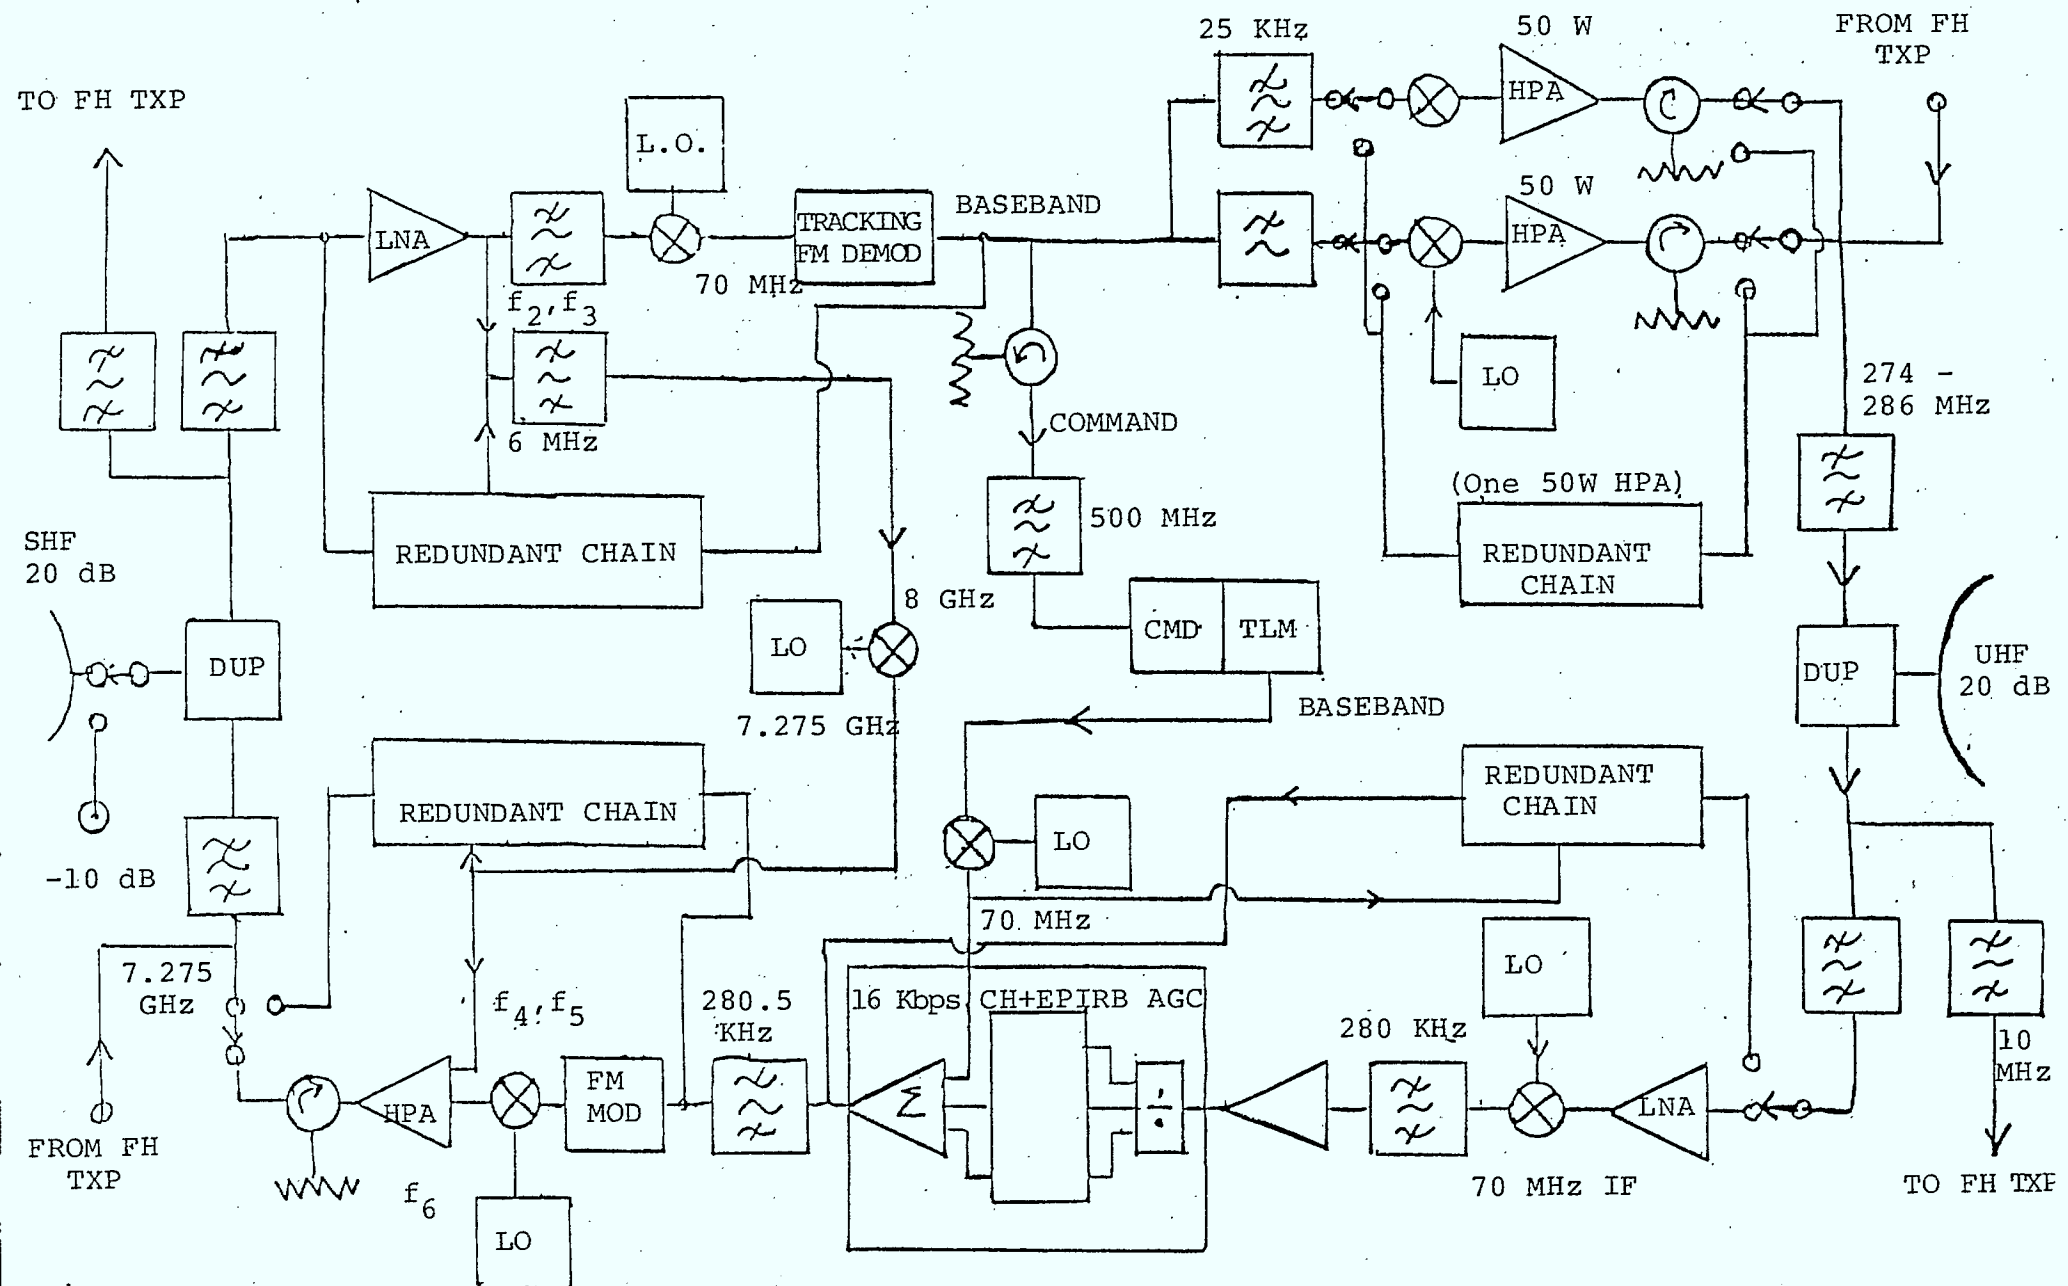 25 KHz
50 W
FROM FH
TXP
TO FH TXP
L.O.
HPA
LNA
TRACKING
FM DEMOD
BASEBAND
50 W
HPA
70 MHz
f2,f3
6 MHz
COMMAND
LO
274 -
286 MHz
(One 50W HPA)
500 MHz
SHF
20 dB
REDUNDANT CHAIN
REDUNDANT
CHAIN
8 GHz
LO
CMD
TLM
DUP
DUP
UHF
20 dB
7.275 GHz
BASEBAND
REDUNDANT CHAIN
REDUNDANT
CHAIN
LO
-10 dB
70 MHz
LO
7.275
GHz
f4,f5
280.5
KHz
16 Kbps CH+EPIRB AGC
280 KHz
10
MHz
FM
MOD
HPA
Σ
÷
LNA
FROM FH
TXP
f6
70 MHz IF
TO FH TXP
LO